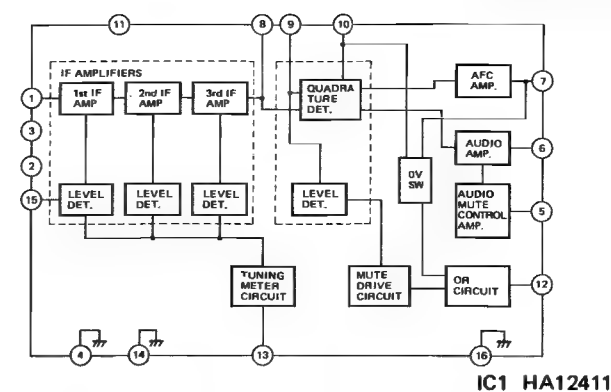 11
8
9
10
IF AMPLIFIERS
1st IF
AMP
2nd IF
AMP
3rd IF
AMP
QUADRA
TURE
DET.
AFC
AMP.
7
1
3
2
15
AUDIO
AMP.
6
0V
SW
LEVEL
DET.
LEVEL
DET.
LEVEL
DET.
LEVEL
DET.
AUDIO
MUTE
CONTROL
AMP.
5
TUNING
METER
CIRCUIT
MUTE
DRIVE
CIRCUIT
OR
CIRCUIT
12
4
14
13
16
IC1 HA12411